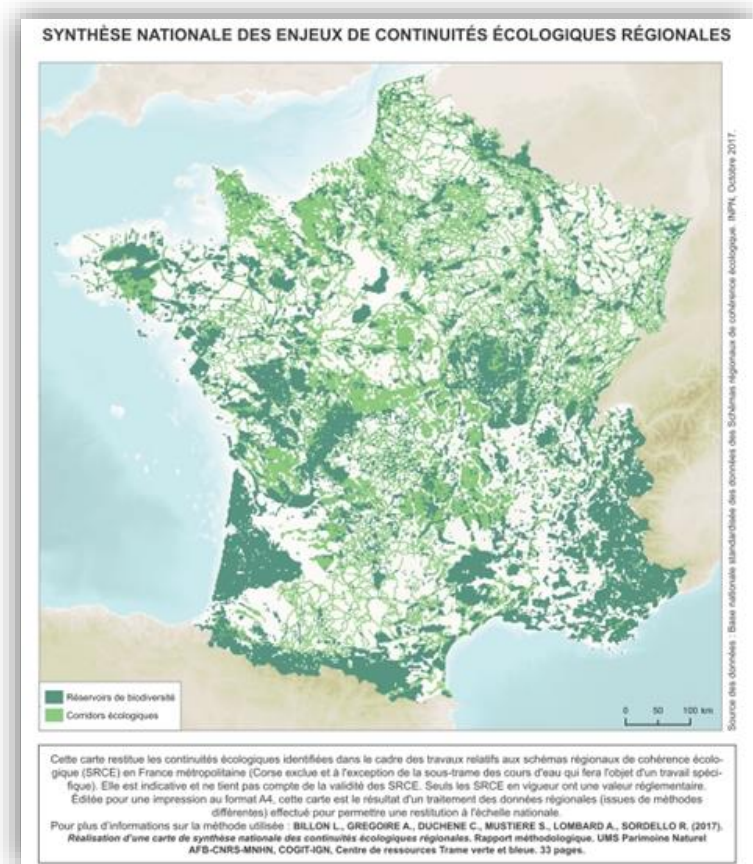 SYNTHÈSE NATIONALE DES ENJEUX DE CONTINUITÉS ÉCOLOGIQUES RÉGIONALES
Réservoirs de biodiversité
Corridors écologiques
0 50 100 km
Source des données : Base nationale standardisée des données des Schémas régionaux de cohérence écologique. INPN, Octobre 2017.
Cette carte restitue les continuités écologiques identifiées dans le cadre des travaux relatifs aux schémas régionaux de cohérence écolo-
gique (SRCE) en France métropolitaine (Corse exclue et à l'exception de la sous-trame des cours d'eau qui fera l'objet d'un travail spéci-
fique). Elle est indicative et ne tient pas compte de la validité des SRCE. Seuls les SRCE en vigueur ont une valeur réglementaire.
Éditée pour une impression au format A4, cette carte est le résultat d'un traitement des données régionales (issues de méthodes
différentes) effectué pour permettre une restitution à l'échelle nationale.
Pour plus d'informations sur la méthode utilisée : BILLON L., GREGOIRE A., DUCHENE C., MUSTIERE S., LOMBARD A., SORDELLO R. (2017).
Réalisation d'une carte de synthèse nationale des continuités écologiques régionales. Rapport méthodologique. UMS Parimoine Naturel
AFB-CNRS-MNHN, COGIT-IGN, Centre de ressources Trame verte et bleue. 33 pages.